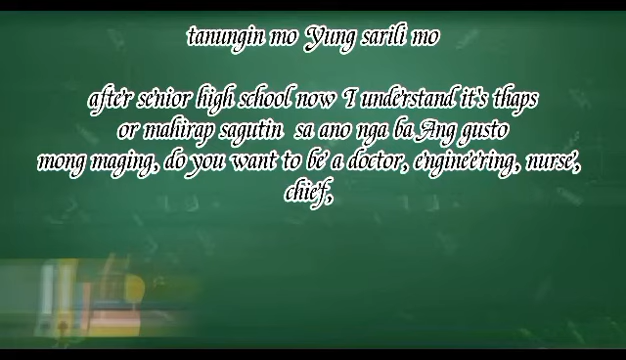 tanungin mo Yung sarili mo
after senior high school now I understand it's thaps
or mahirap sagutin sa ano nga ba Ang gusto
mong maging, do you want to be a doctor, engineering, nurse,
chief,